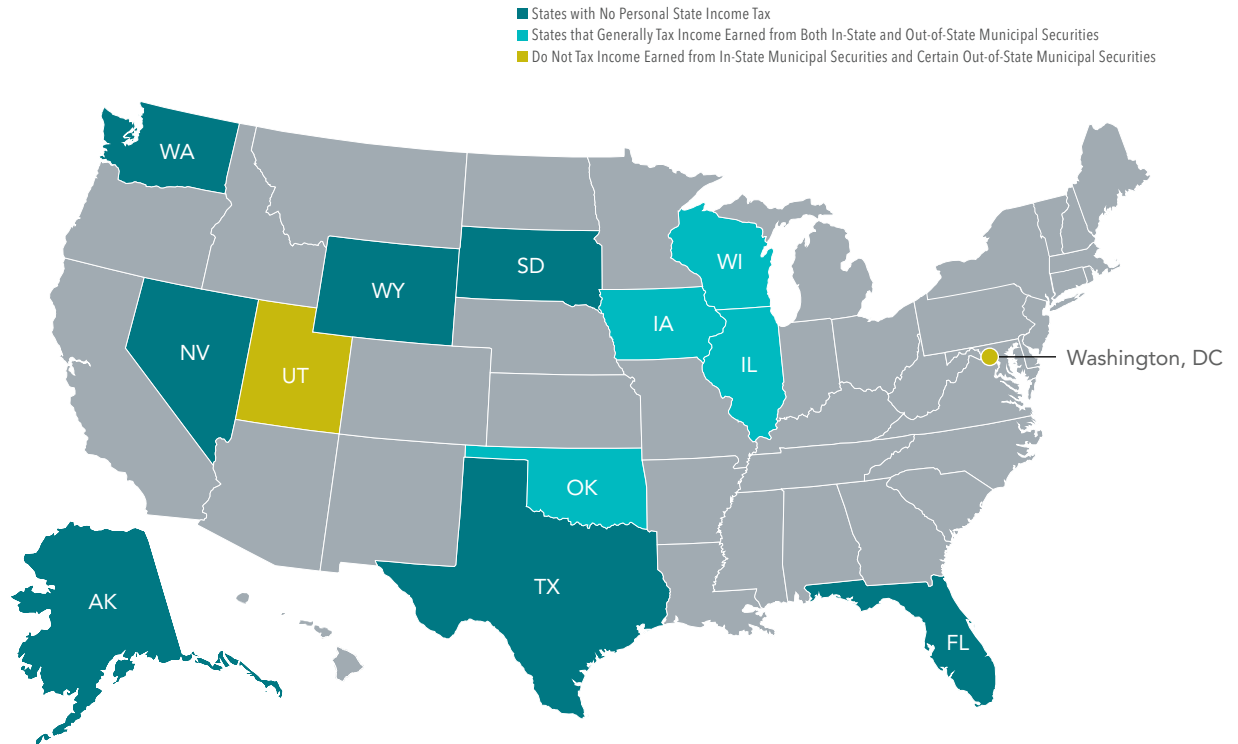 States with No Personal State Income Tax
States that Generally Tax Income Earned from Both In-State and Out-of-State Municipal Securities
Do Not Tax Income Earned from In-State Municipal Securities and Certain Out-of-State Municipal Securities
WA
WI
SD
WY
IA
NV
Washington, DC
IL
UT
OK
TX
AK
FL